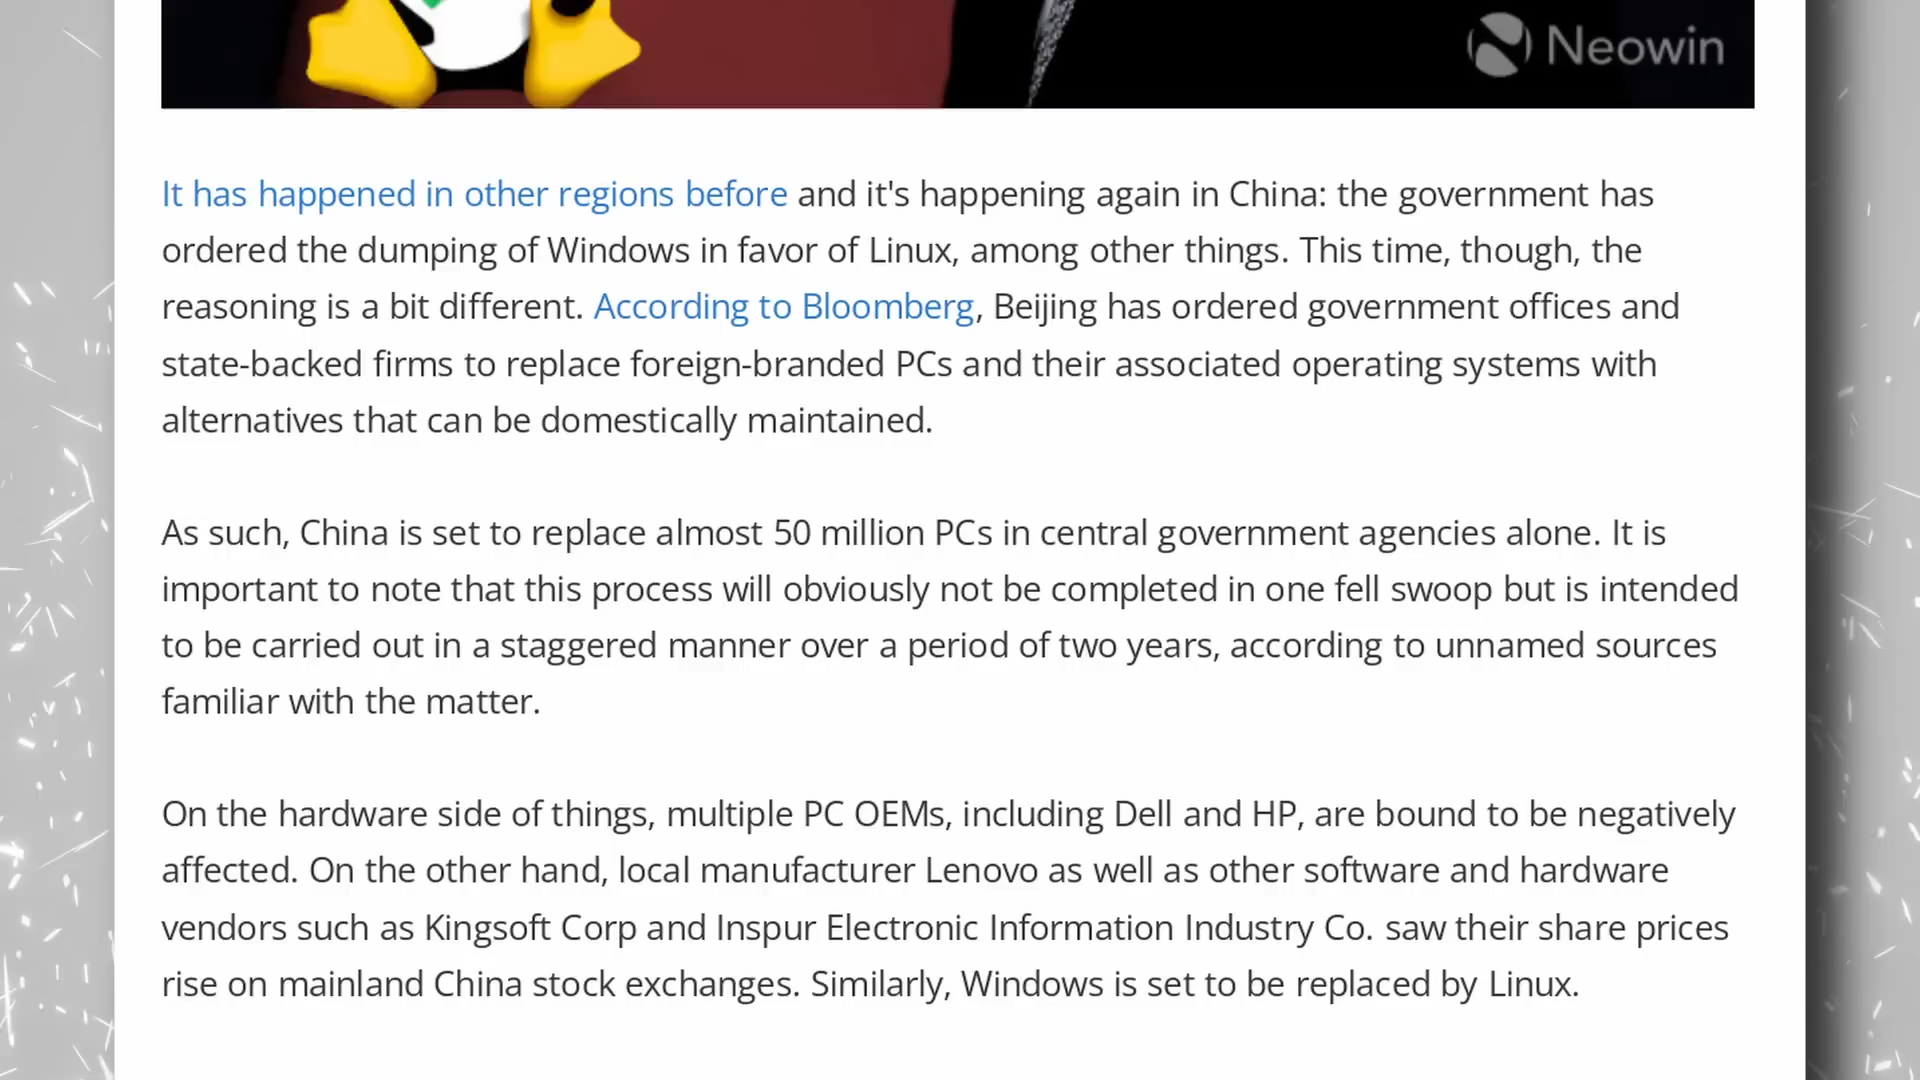 Neowin
It has happened in other regions before and it's happening again in China: the government has
ordered the dumping of Windows in favor of Linux, among other things. This time, though, the
reasoning is a bit different. According to Bloomberg, Beijing has ordered government offices and
state-backed firms to replace foreign-branded PCs and their associated operating systems with
alternatives that can be domestically maintained.
As such, China is set to replace almost 50 million PCs in central government agencies alone. It is
important to note that this process will obviously not be completed in one fell swoop but is intended
to be carried out in a staggered manner over a period of two years, according to unnamed sources
familiar with the matter.
On the hardware side of things, multiple PC OEMs, including Dell and HP, are bound to be negatively
affected. On the other hand, local manufacturer Lenovo as well as other software and hardware
vendors such as Kingsoft Corp and Inspur Electronic Information Industry Co. saw their share prices
rise on mainland China stock exchanges. Similarly, Windows is set to be replaced by Linux.